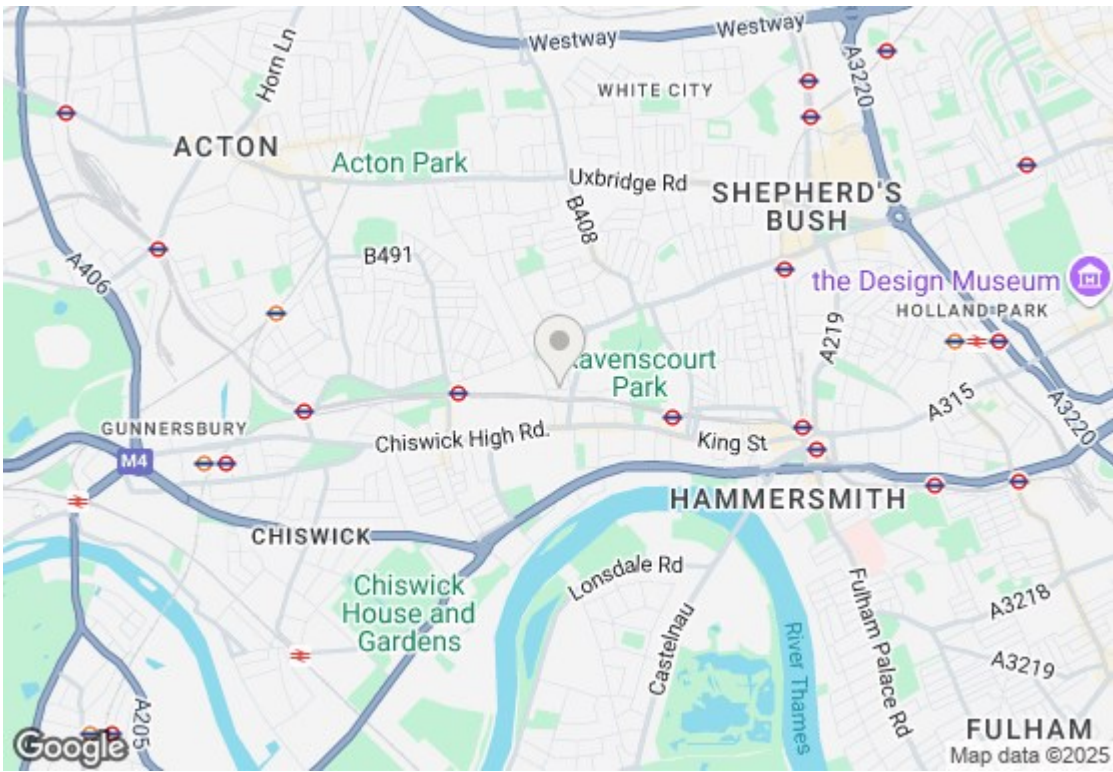 Westway
Westway
Horn Ln
A3220
WHITE CITY
ACTON
Acton Park
Uxbridge Rd
SHEPHERD'S
BUSH
B408
B491
A406
the Design Museum
HOLLAND PARK
A219
avenscourt
Park
A315
A3220
GUNNERSBURY
Chiswick High Rd.
King St
M4
HAMMERSMITH
CHISWICK
Lonsdale Rd
Chiswick
House and
Gardens
Castelnau
River Thames
Fulham Palace Rd
A3218
A3219
A205
FULHAM
Google
Map data ©2025